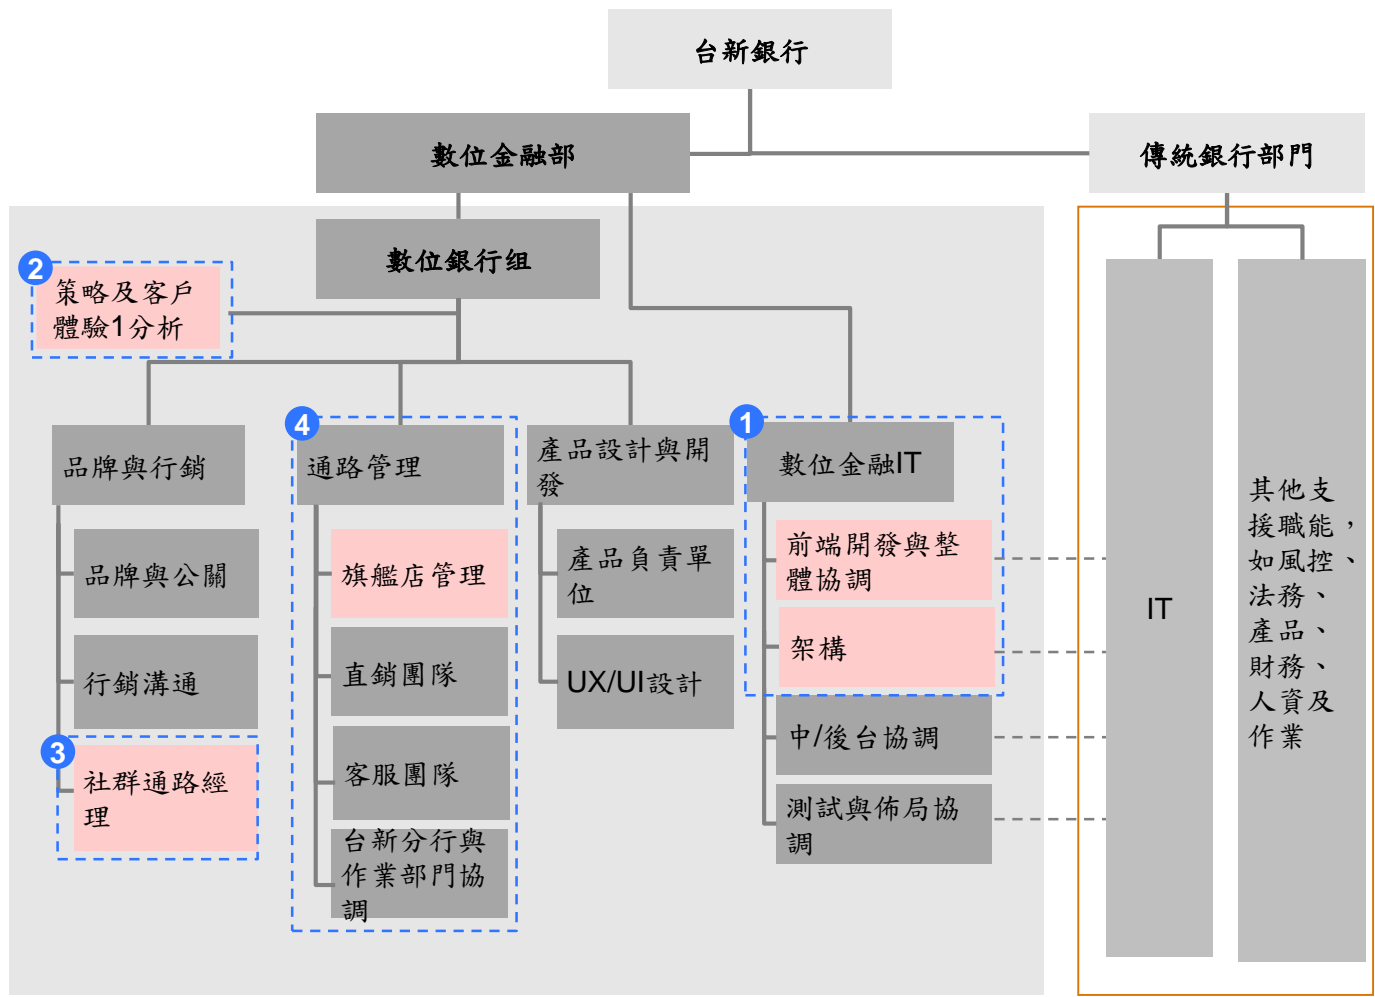 台新銀行
數位金融部
傳統銀行部門
數位銀行组
2
策略及客戶
體驗1分析
4
1
3
品牌與行銷
品牌與公關
行銷溝通
社群通路經
理
通路管理
旗艦店管理
直銷團隊
客服團隊
台新分行與
作業部門協
調
產品設計與開
發
產品負責單
位
UX/UI設計
數位金融IT
前端開發與整
體協調
架構
中/後台協調
測試與佈局協
調
IT
其他支
援職能，
如風控、
法務、
產品、
財務、
人資及
作業